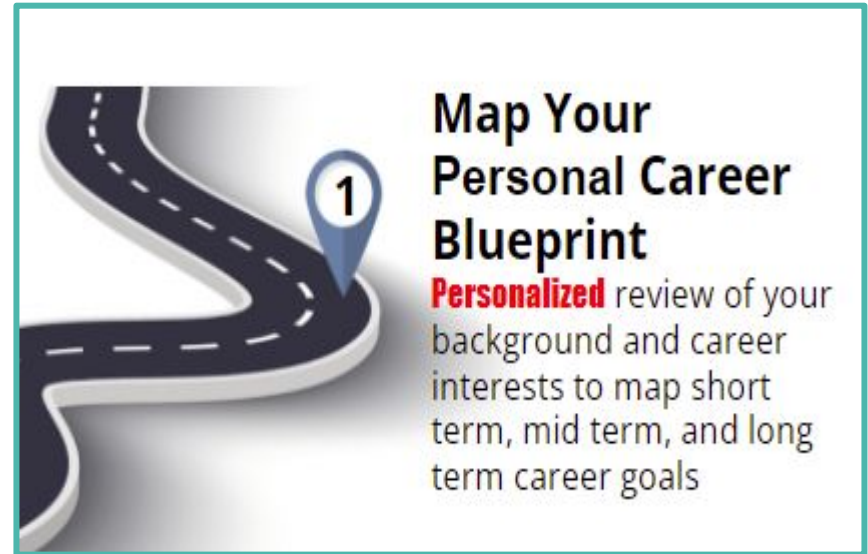 1
Map Your
Personal Career
Blueprint
Personalized review of your
background and career
interests to map short
term, mid term, and long
term career goals